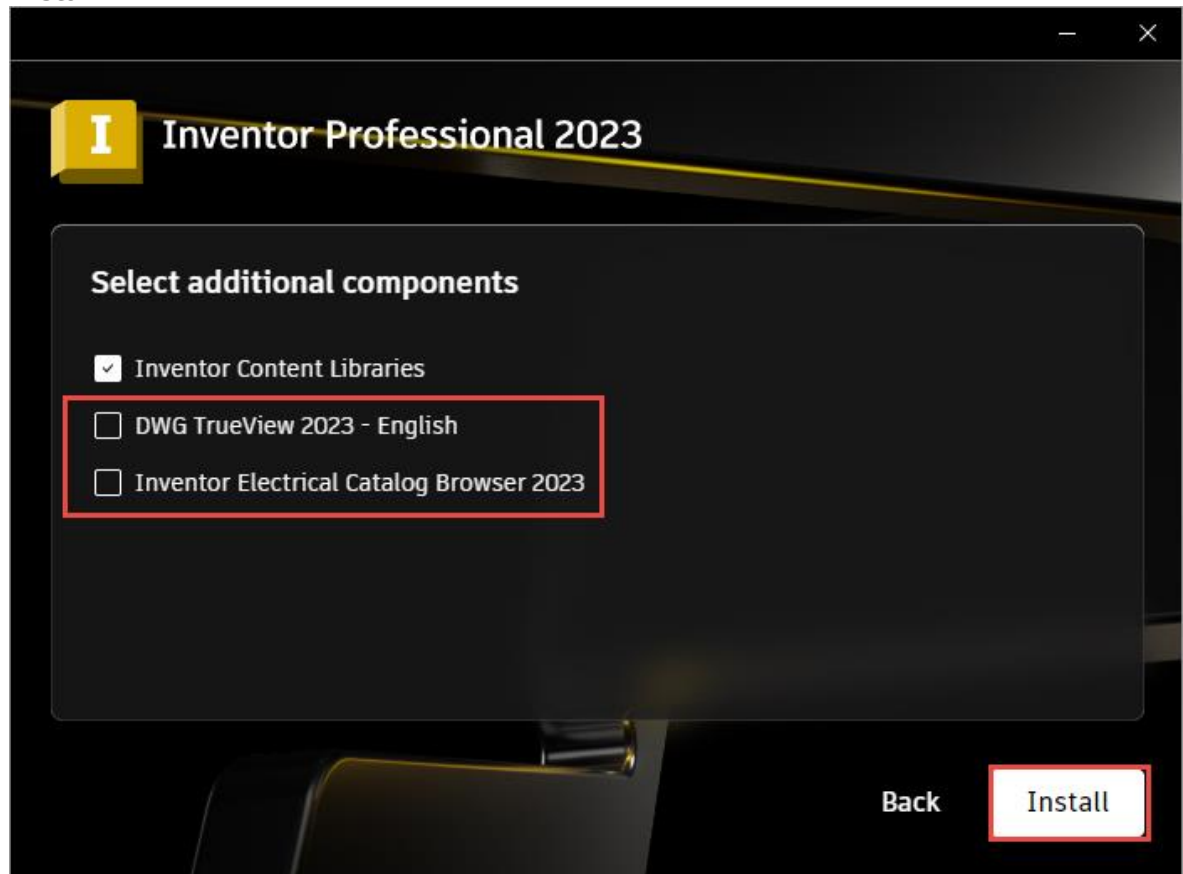 I
Inventor Professional 2023
Select additional components
Inventor Content Libraries
DWG TrueView 2023 - English
Inventor Electrical Catalog Browser 2023
Back
Install